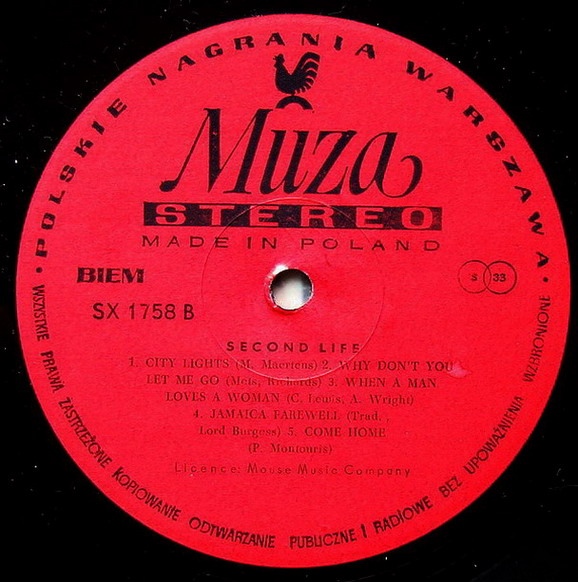 • POLSKIE NAGRANIA WARSZAWA •
Muza
STEREO
MADE IN POLAND
BIEM
S 33
SX 1758 B
SECOND LIFE
1. CITY LIGHTS (M. Maertens) 2. WHY DON'T YOU
LET ME GO (Mets, Richards) 3. WHEN A MAN
LOVES A WOMAN (C. Lewis, A. Wright)
4. JAMAICA FAREWELL (Trad.,
Lord Burgess) 5. COME HOME
(P. Montouris)
Licence: Mouse Music Company
WSZYSTKIE PRAWA ZASTRZEŻONE KOPIOWANIE ODTWARZANIE PUBLICZNE I RADIOWE BEZ UPOWAŻNIENIA WZBRONIONE